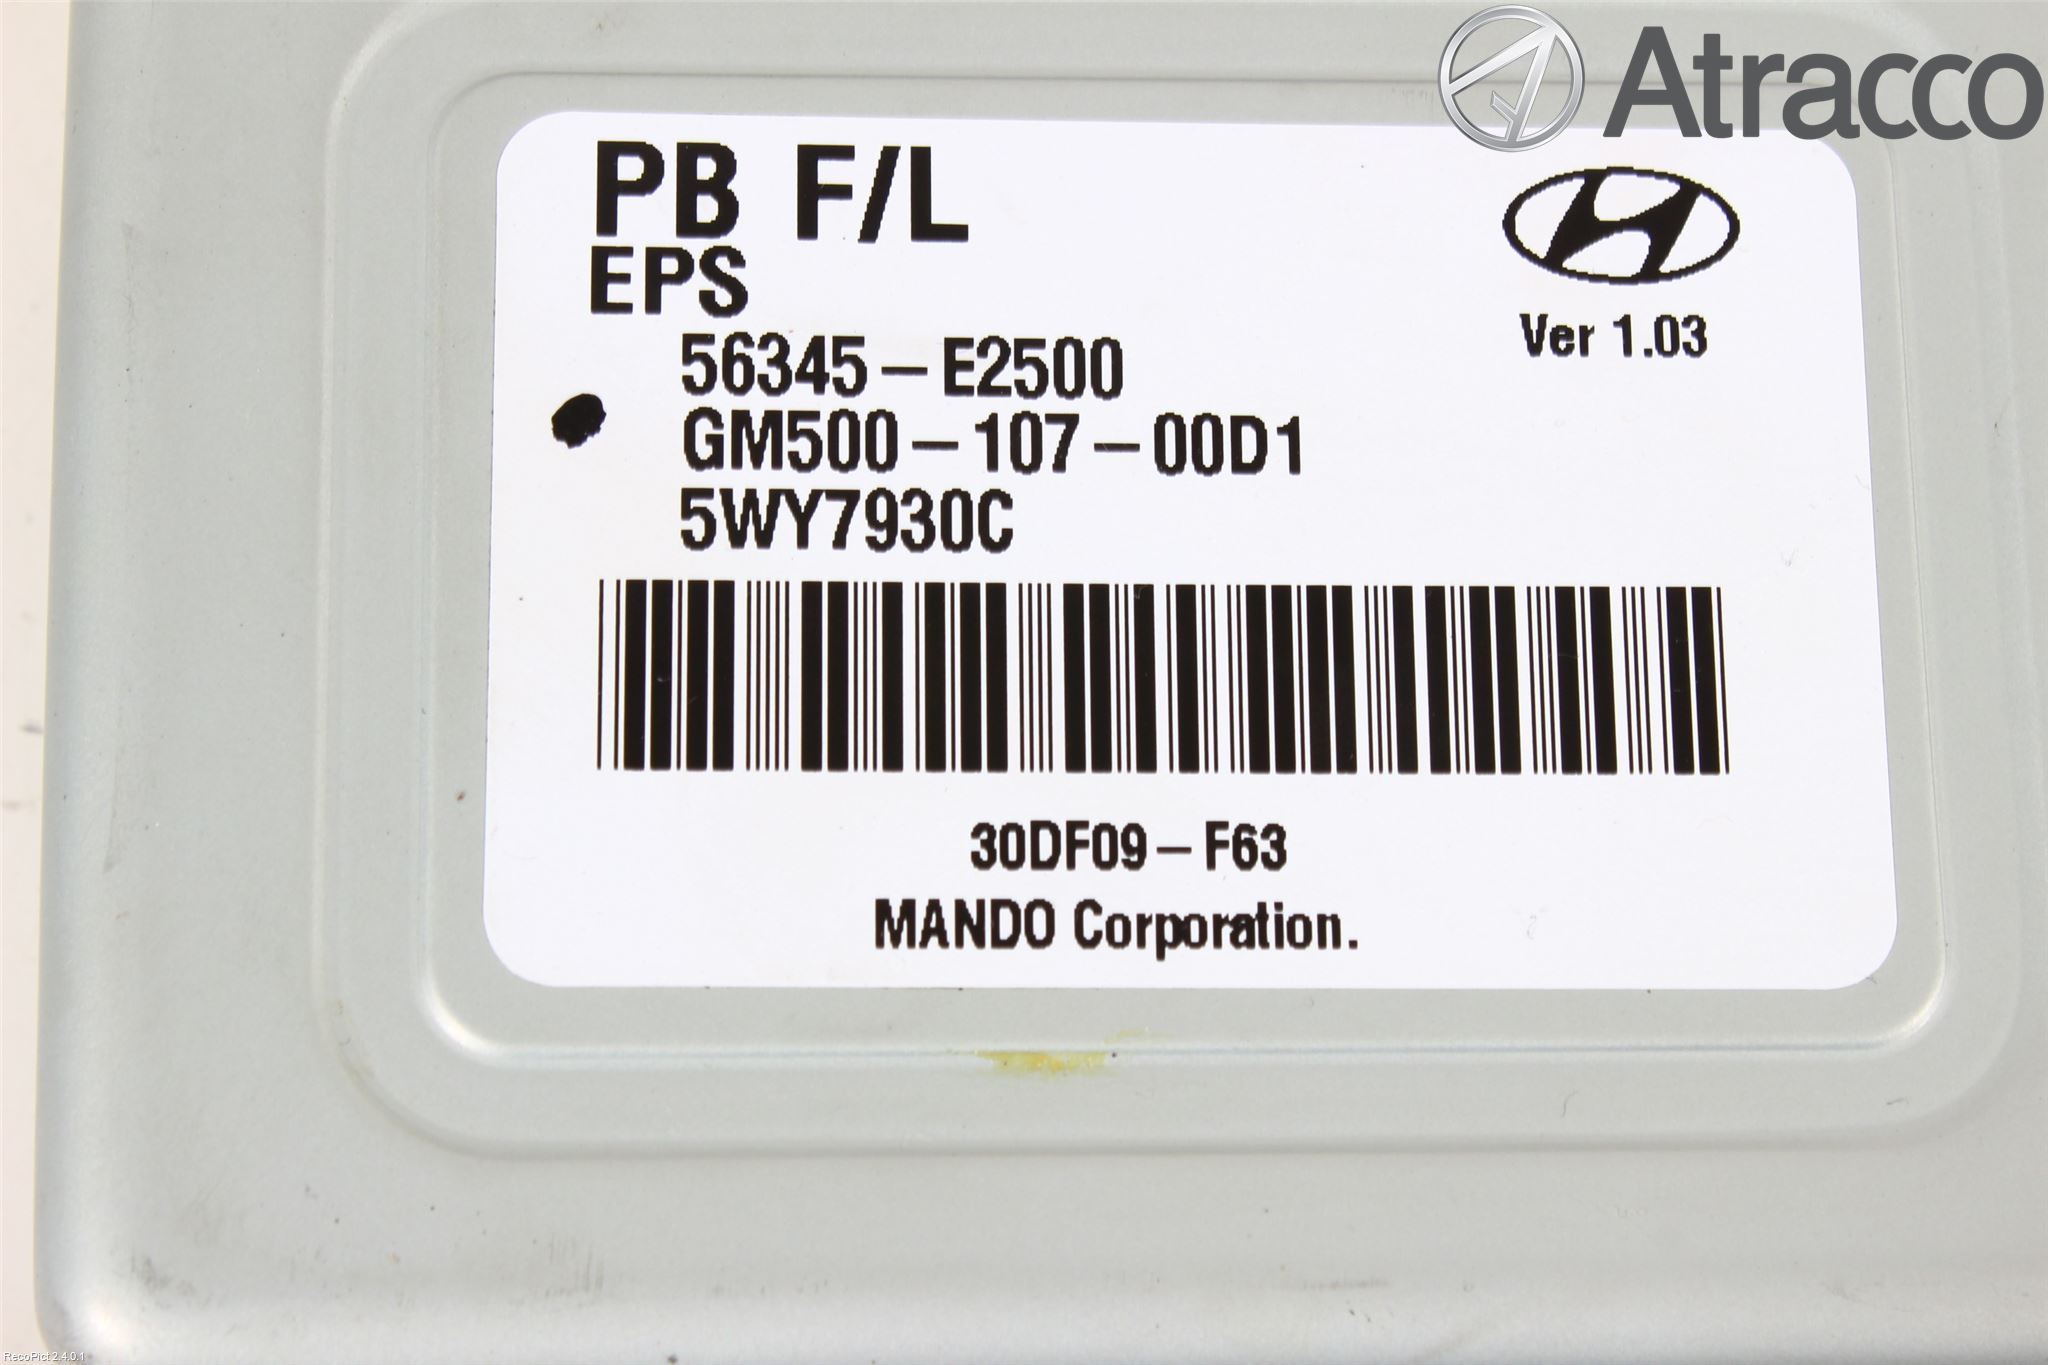 Atracco
PB F/L
EPS
Ver 1.03
56345-E2500
GM500-107-00D1
5WY7930C
30DF09-F63
MANDO Corporation.
RecoPict 2.4.0.1